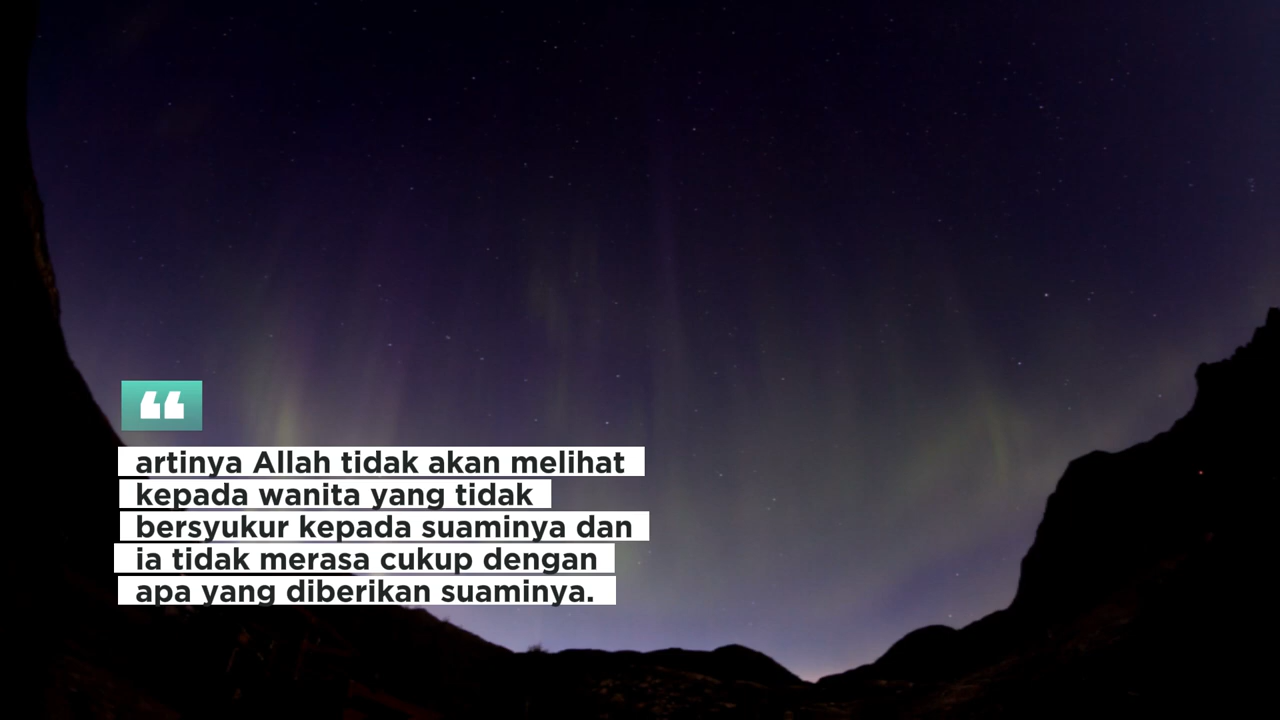 ❝
artinya Allah tidak akan melihat
kepada wanita yang tidak
bersyukur kepada suaminya dan
ia tidak merasa cukup dengan
apa yang diberikan suaminya.